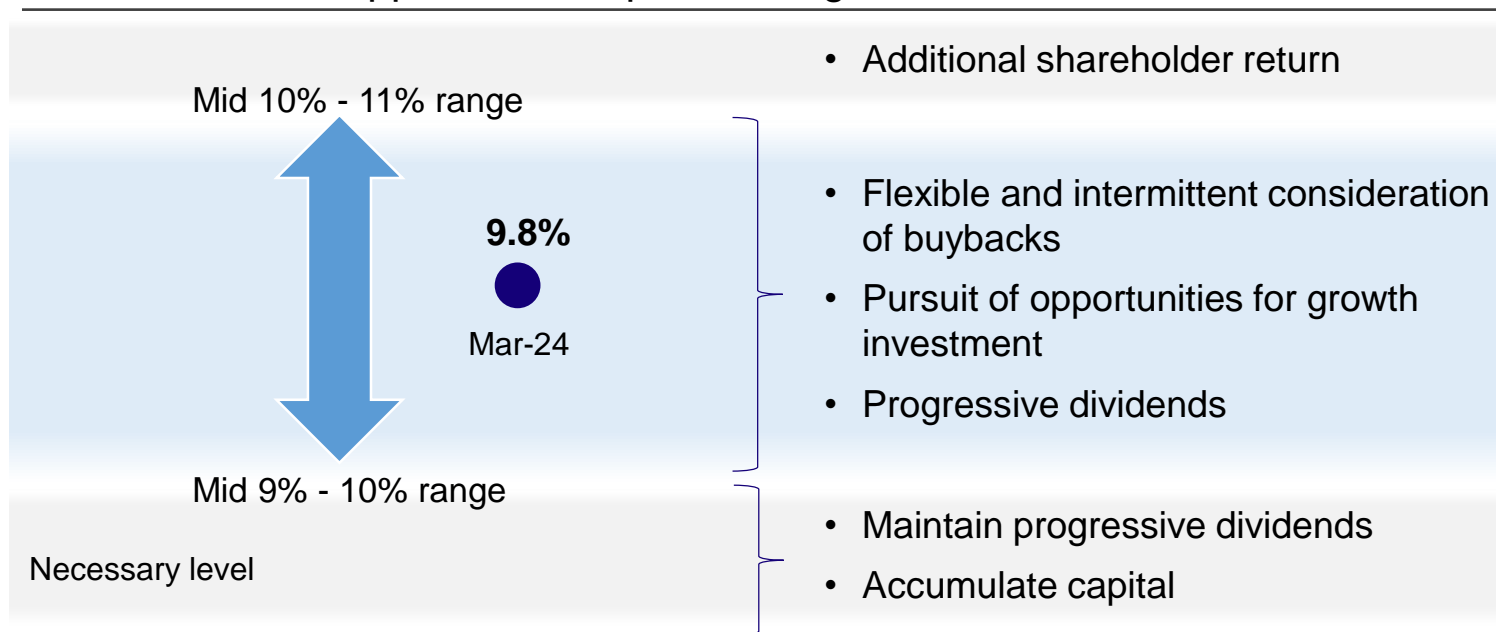 • Additional shareholder return
Mid 10% - 11% range
• Flexible and intermittent consideration
of buybacks
9.8%
• Pursuit of opportunities for growth
investment
Mar-24
• Progressive dividends
Mid 9% - 10% range
• Maintain progressive dividends
Necessary level
• Accumulate capital